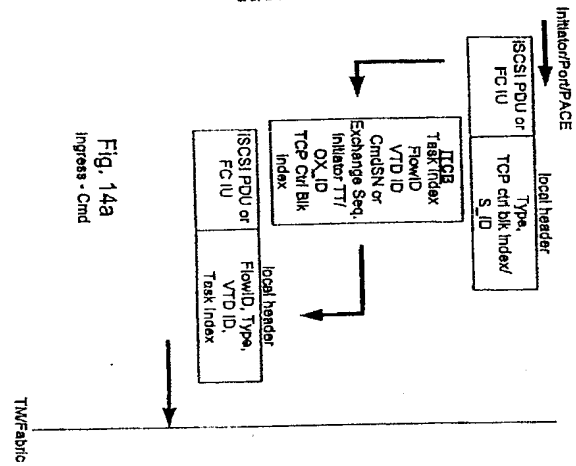 Initiator/Port/PACE
iSCSI PDU or
FC IU
local header
Type,
TCP ctrl blk Index/
S_ID
ITCB
Task Index
FlowID
VTD ID
CmdSN or
Exchange Seq.
Initiator TT/
OX_ID
TCP Ctrl Blk
Index
iSCSI PDU or
FC IU
local header
FlowID, Type,
VTD ID,
Task Index
Fig. 14a
Ingress - Cmd
TM/Fabric